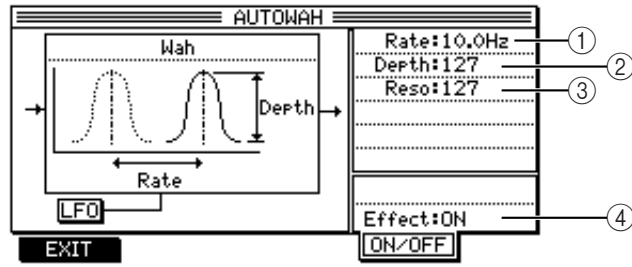 AUTOWAH
Wah
Depth
Rate
LFO
EXIT
Rate:10.0Hz ①
Depth:127 ②
Reso:127 ③
Effect:ON ④
ON/OFF